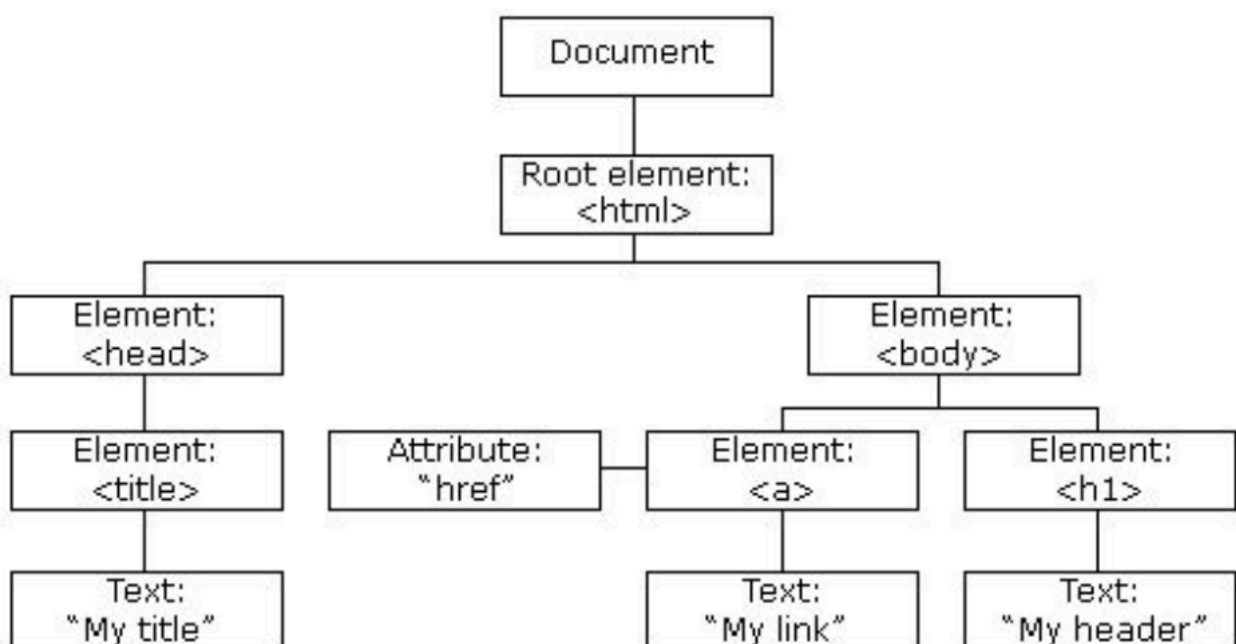 Document
Root element:
<html>
Element:
<head>
Element:
<body>
Element:
<title>
Attribute:
“href”
Element:
<a>
Element:
<h1>
Text:
“My title”
Text:
“My link”
Text:
“My header”